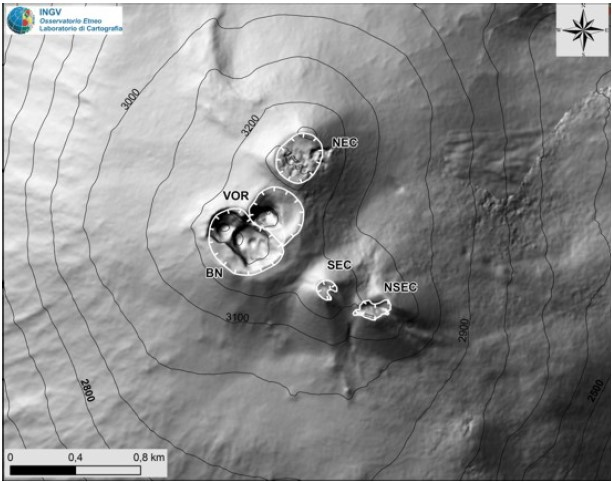 INGV
Osservatorio Etneo
Laboratorio di Cartografia
N
W
E
S
3000
3200
NEC
VOR
BN
SEC
NSEC
3100
2900
2800
2500
0
0,4
0,8 km